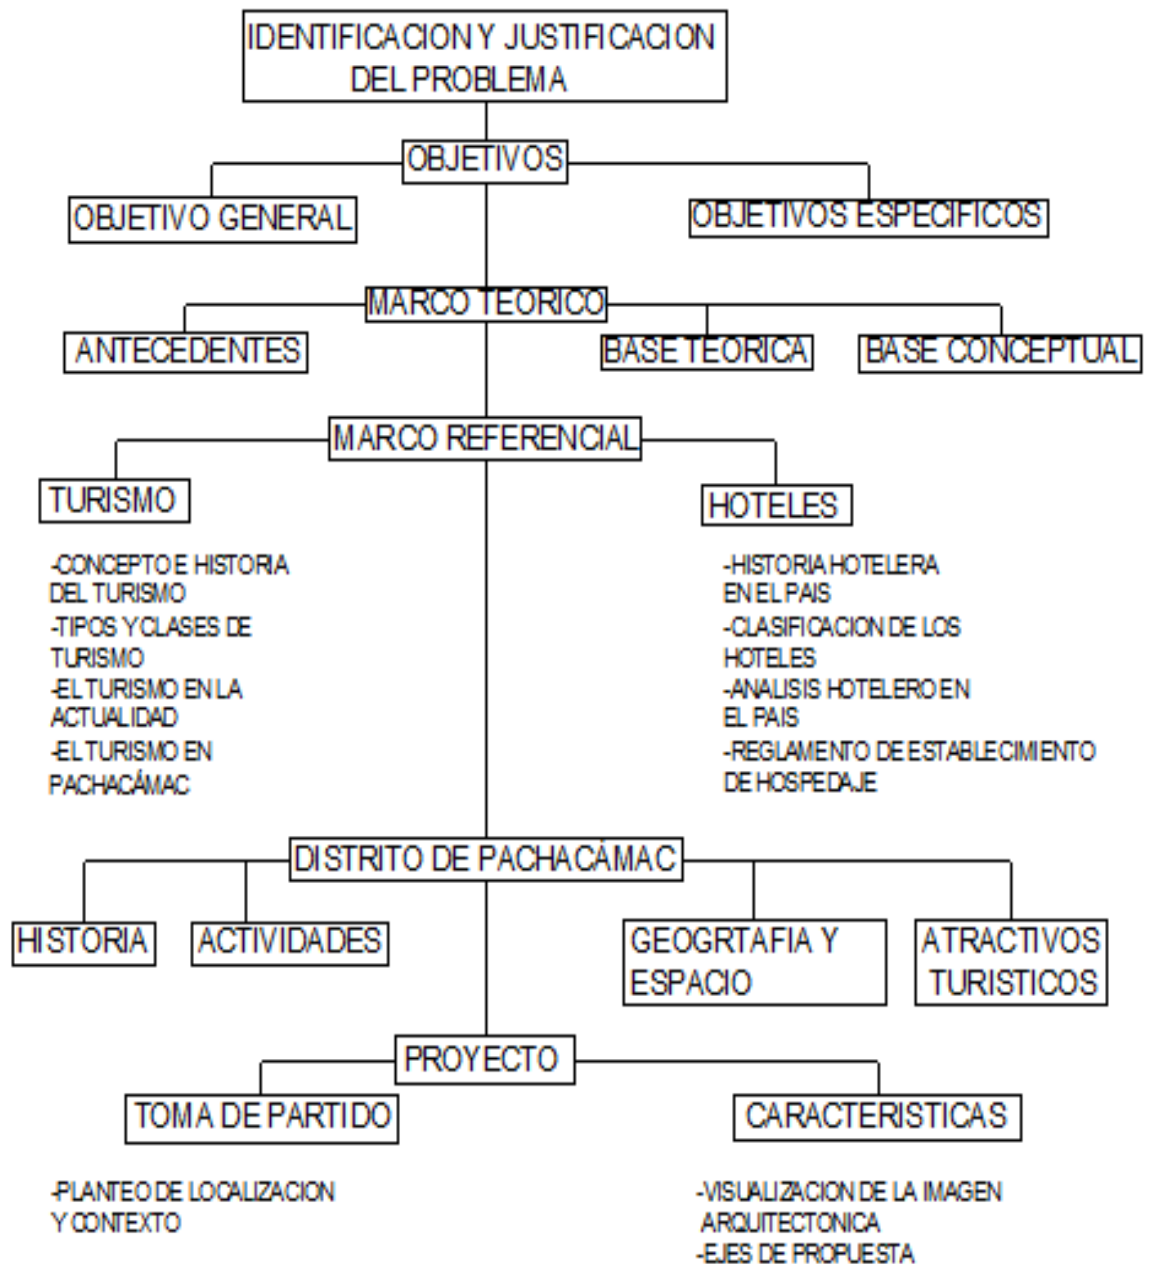 IDENTIFICACION Y JUSTIFICACION
DEL PROBLEMA
OBJETIVOS
OBJETIVO GENERAL
OBJETIVOS ESPECIFICOS
MARCO TEORICO
ANTECEDENTES
BASE TEORICA
BASE CONCEPTUAL
MARCO REFERENCIAL
TURISMO
-CONCEPTO E HISTORIA
DEL TURISMO
-TIPOS Y CLASES DE
TURISMO
-EL TURISMO EN LA
ACTUALIDAD
-EL TURISMO EN
PACHACÁMAC
HOTELES
-HISTORIA HOTELERA
EN EL PAIS
-CLASIFICACION DE LOS
HOTELES
-ANALISIS HOTELERO EN
EL PAIS
-REGLAMENTO DE ESTABLECIMIENTO
DE HOSPEDAJE
DISTRITO DE PACHACÁMAC
HISTORIA
ACTIVIDADES
GEOGRTAFIA Y
ESPACIO
ATRACTIVOS
TURISTICOS
PROYECTO
TOMA DE PARTIDO
-PLANTEO DE LOCALIZACION
Y CONTEXTO
CARACTERISTICAS
-VISUALIZACION DE LA IMAGEN
ARQUITECTONICA
-EJES DE PROPUESTA